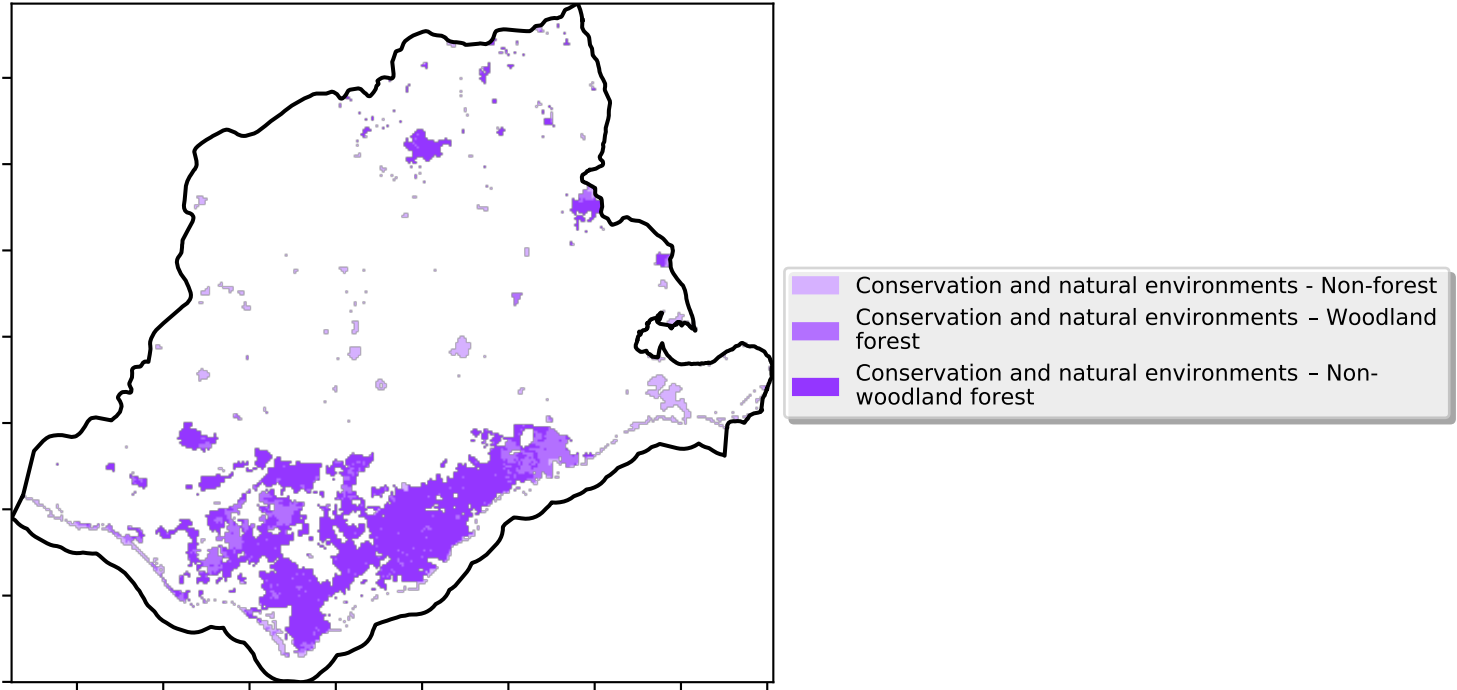 Conservation and natural environments - Non-forest
Conservation and natural environments – Woodland
forest
Conservation and natural environments – Non-
woodland forest